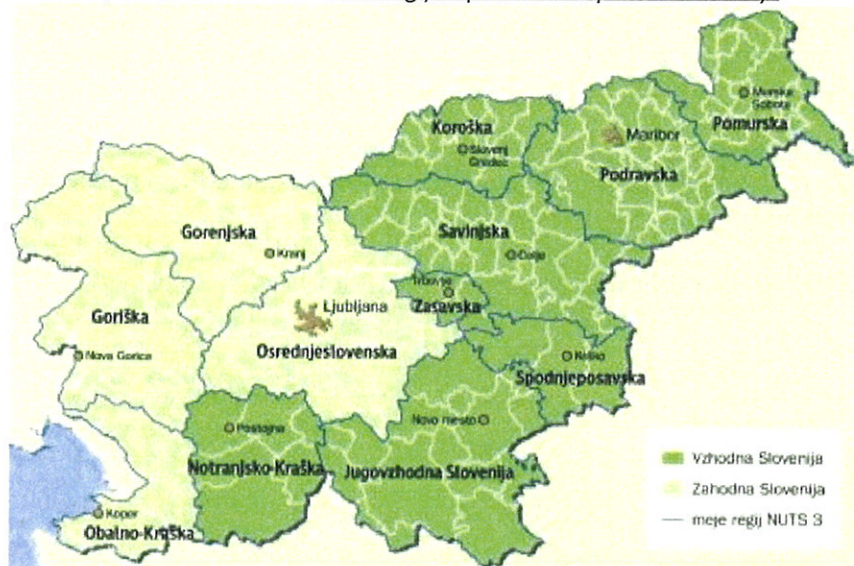 Murska
Sobota
Pomurska
Maribor
Koroška
Slovenj
Gradec
Podravska
Gorenjska
Kranj
Savinjska
Celje
Trbovlje
Zasavska
Ljubljana
Goriška
Osrednjeslovenska
Nova Gorica
Krško
Spodnjeposavska
Postojna
Novo mesto
Notranjsko-Kraška
Jugovzhodna Slovenija
Koper
Obalno-Kraška
Vzhodna Slovenija
Zahodna Slovenija
meje regij NUTS 3